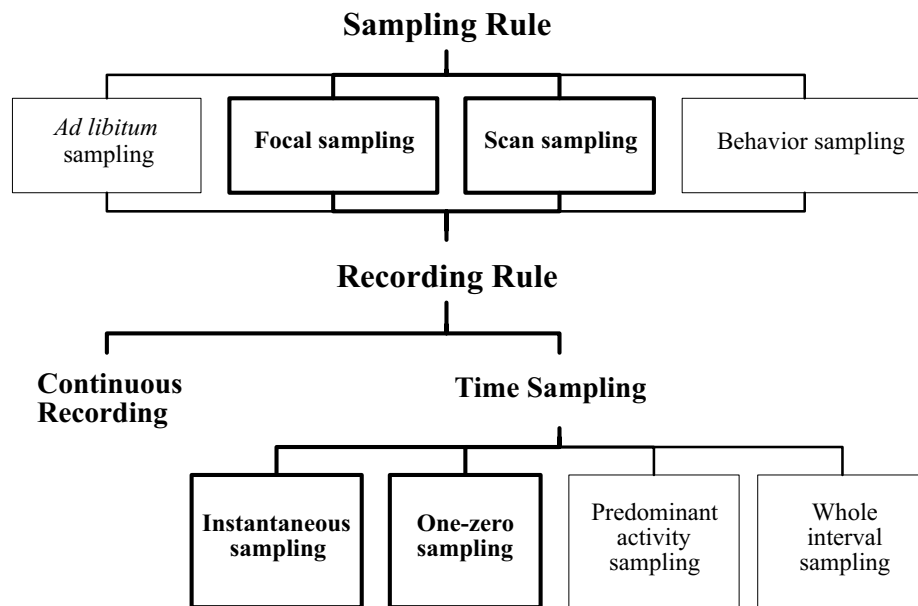 Sampling Rule
Ad libitum
sampling
Focal sampling
Scan sampling
Behavior sampling
Recording Rule
Continuous
Recording
Time Sampling
Instantaneous
sampling
One-zero
sampling
Predominant
activity
sampling
Whole
interval
sampling